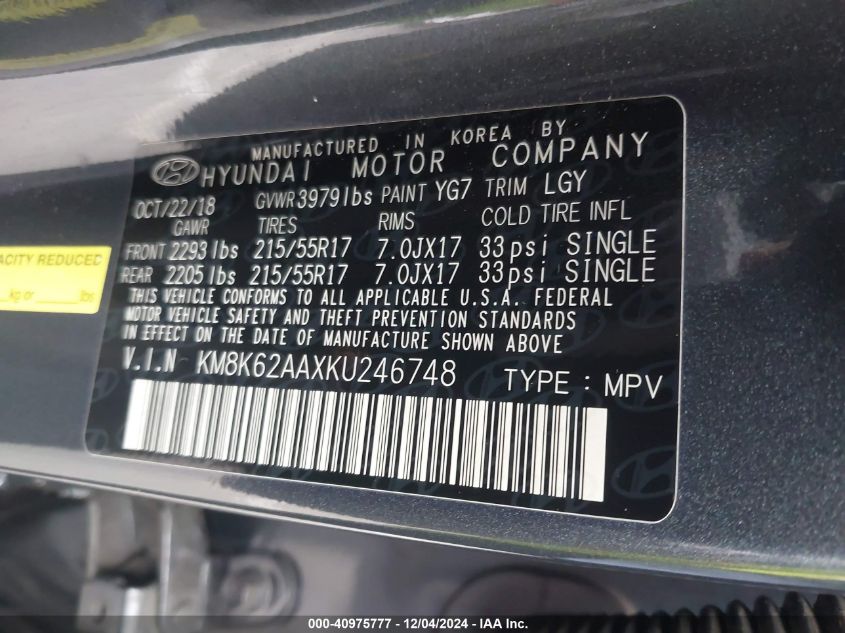 MANUFACTURED IN KOREA BY
HYUNDAI MOTOR COMPANY
OCT/22/18 GVWR 3979lbs PAINT YG7 TRIM LGY
GAWR TIRES RIMS COLD TIRE INFL
FRONT 2293 lbs 215/55R17 7.0JX17 33psi SINGLE
REAR 2205 lbs 215/55R17 7.0JX17 33psi SINGLE
THIS VEHICLE CONFORMS TO ALL APPLICABLE U.S.A. FEDERAL
MOTOR VEHICLE SAFETY AND THEFT PREVENTION STANDARDS
IN EFFECT ON THE DATE OF MANUFACTURE SHOWN ABOVE
V.I.N KM8K62AAXKU246748 TYPE : MPV
ACITY REDUCED
kg or lbs
000-40975777 - 12/04/2024 - IAA Inc.